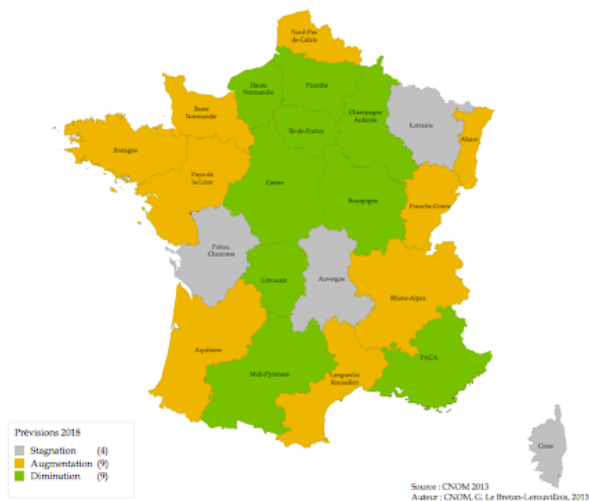 Nord-Pas
de-Calais
Haute
Normandie
Picardie
Basse
Normandie
Champagne
Ardenne
Lorraine
Alsace
Ile-de-France
Bretagne
Pays de
la-Loire
Centre
Bourgogne
Franche-Comté
Poitou
Charentes
Limousin
Auvergne
Rhone-Alpes
Aquitaine
Midi-Pyrenees
Languedoc
Roussillon
PACA
Corse
Prévisions 2018
Stagnation (4)
Augmentation (9)
Diminution (9)
Source : CNOM 2013
Auteur : CNOM, G. Le Breton-Lerouvillois, 2013